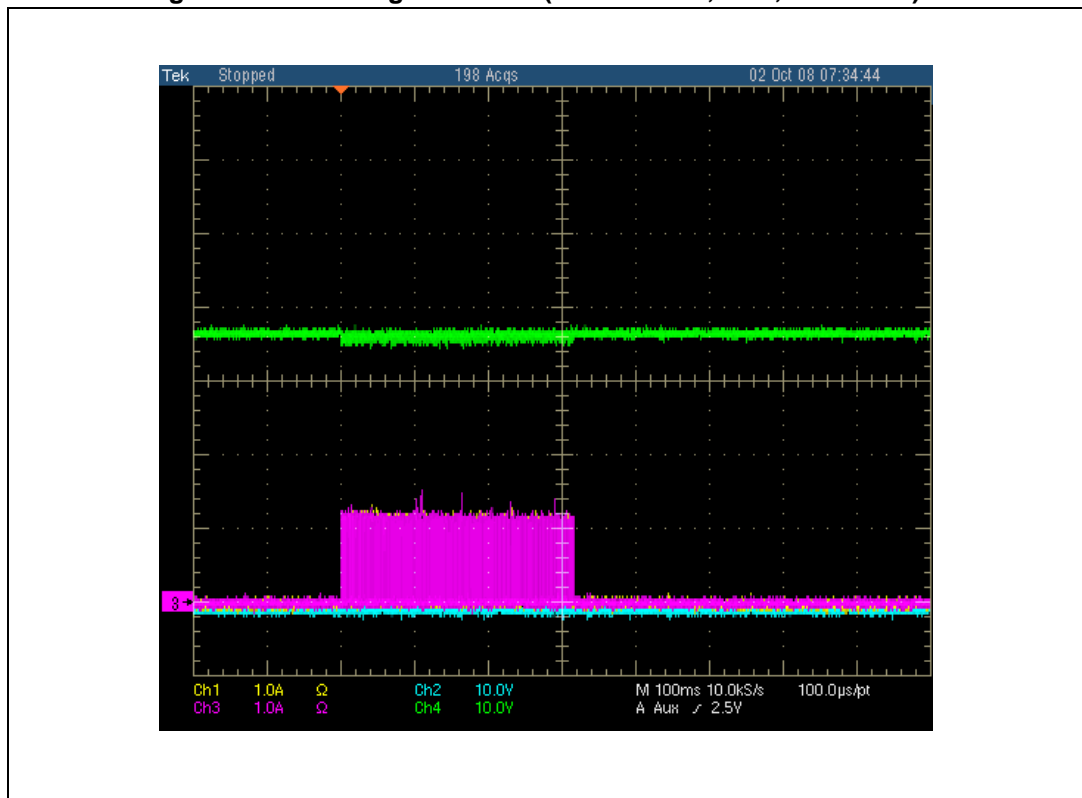 Tek Stopped 198 Acqs 02 Oct 08 07:34:44
3
Ch1 1.0A Ω Ch2 10.0V M 100ms 10.0kS/s 100.0µs/pt
Ch3 1.0A Ω Ch4 10.0V A Aux 2.5V